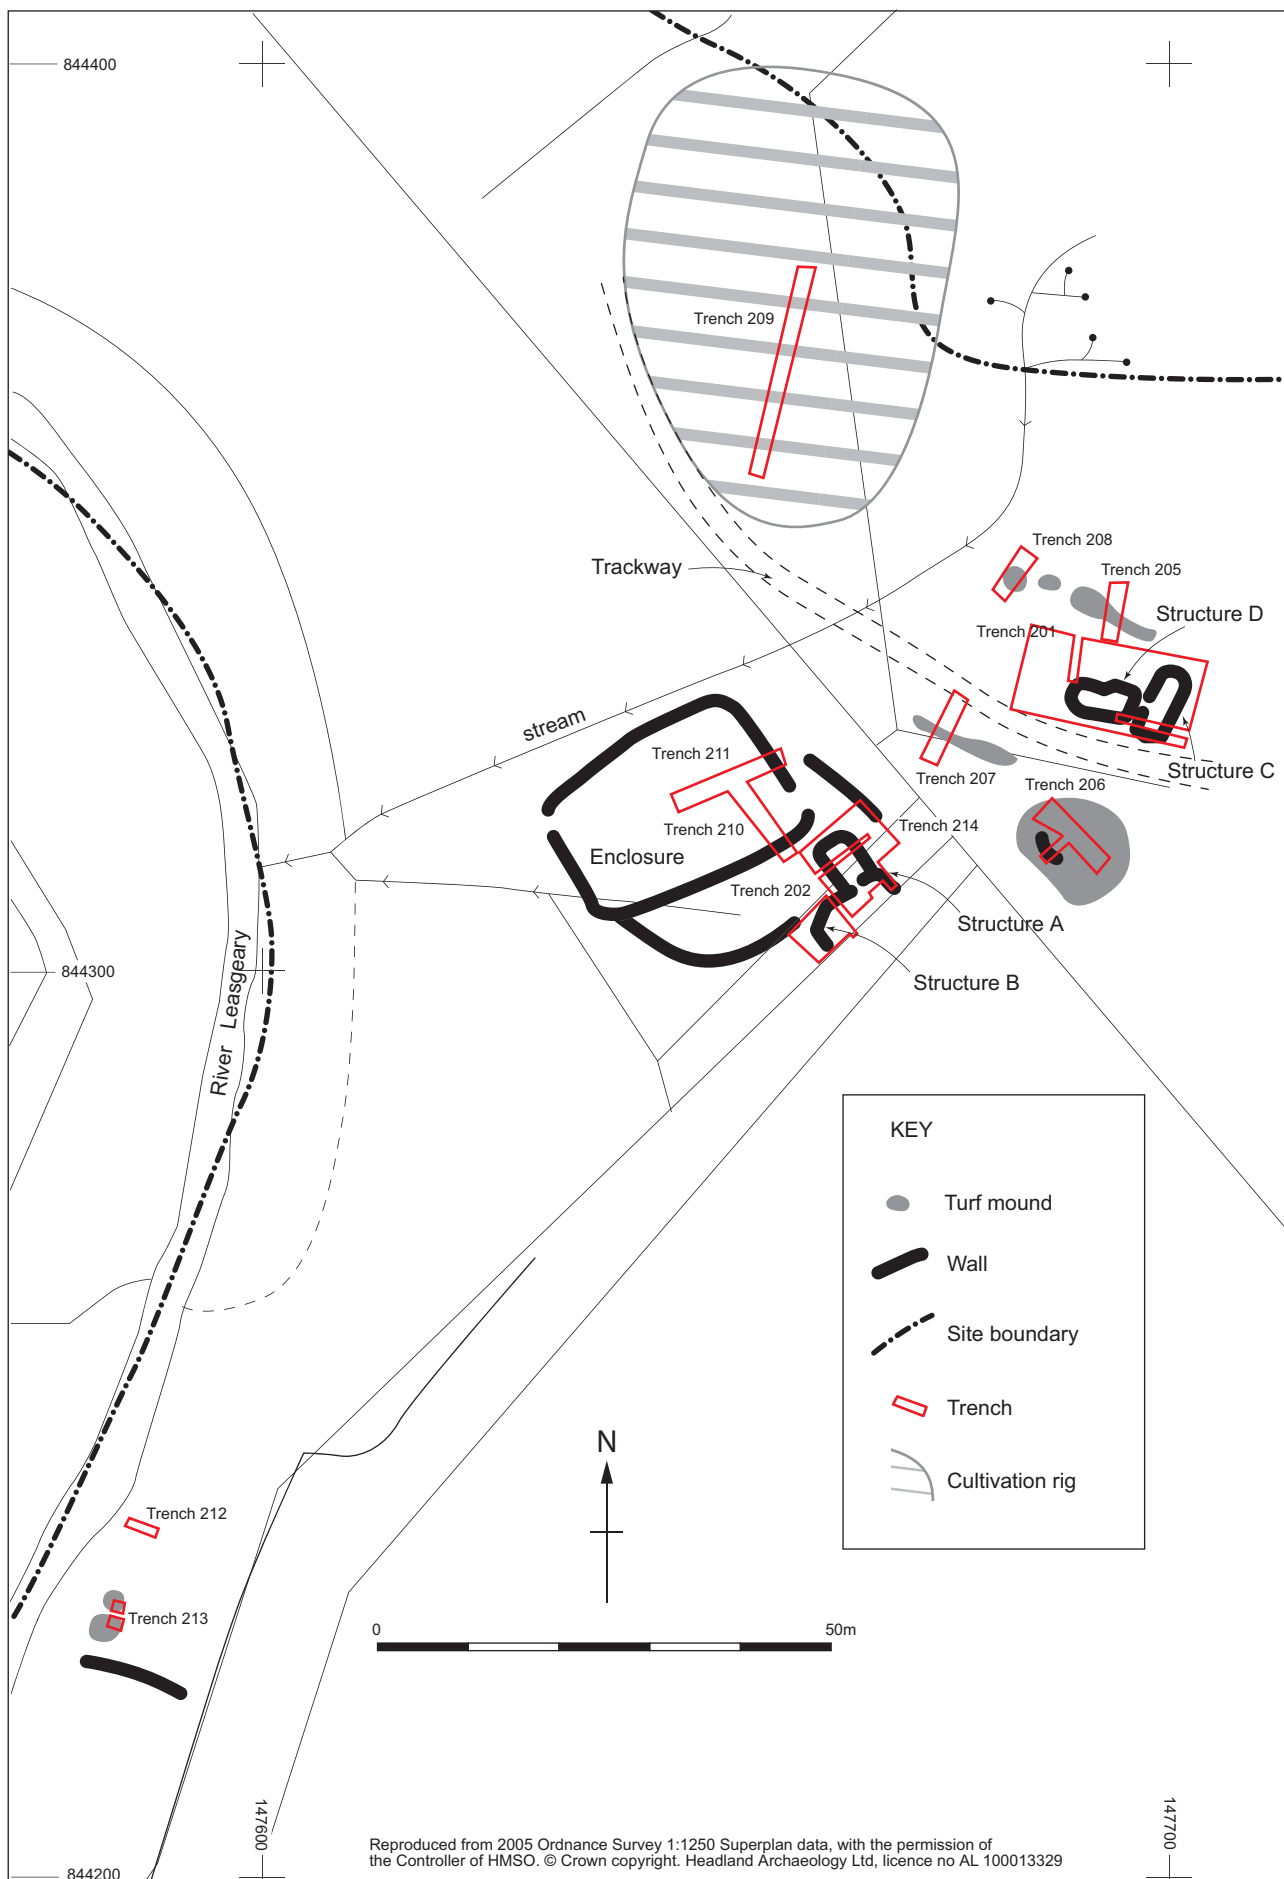 844400
Trench 209
Trench 208
Trackway
Trench 205
Structure D
Trench 201
stream
Trench 211
Trench 207
Structure C
Trench 206
Trench 210
Trench 214
Enclosure
Trench 202
Structure A
Structure B
844300
River Leasgeary
KEY
Turf mound
Wall
Site boundary
Trench
Cultivation rig
N
Trench 212
Trench 213
0
50m
147600
147700
Reproduced from 2005 Ordnance Survey 1:1250 Superplan data, with the permission of
the Controller of HMSO. © Crown copyright. Headland Archaeology Ltd, licence no AL 100013329
844200